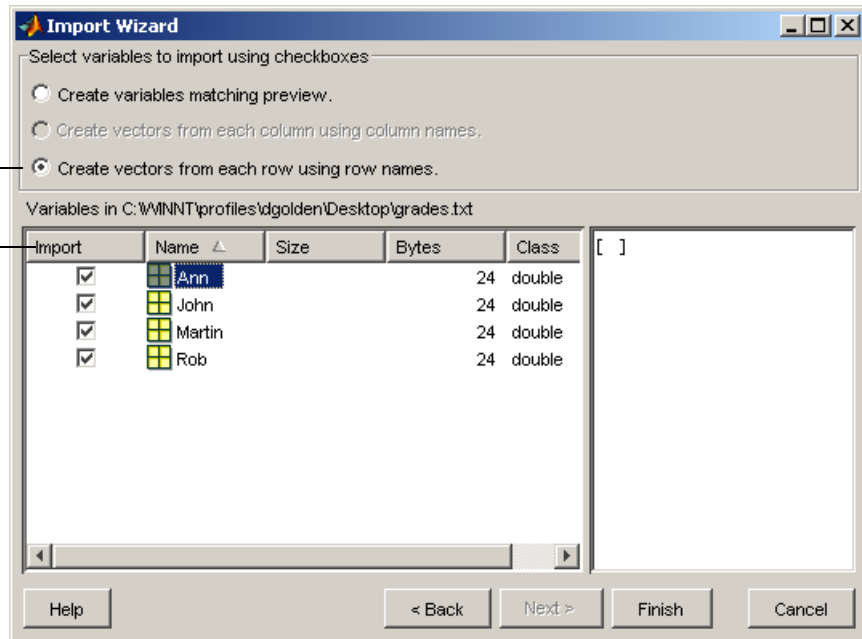 Import Wizard
Select variables to import using checkboxes
Create variables matching preview.
Create vectors from each column using column names.
Create vectors from each row using row names.
Variables in C:\WINNT\profiles\dgolden\Desktop\grades.txt
Import Name Size Bytes Class
Ann 24 double
John 24 double
Martin 24 double
Rob 24 double
[ ]
Help < Back Next > Finish Cancel